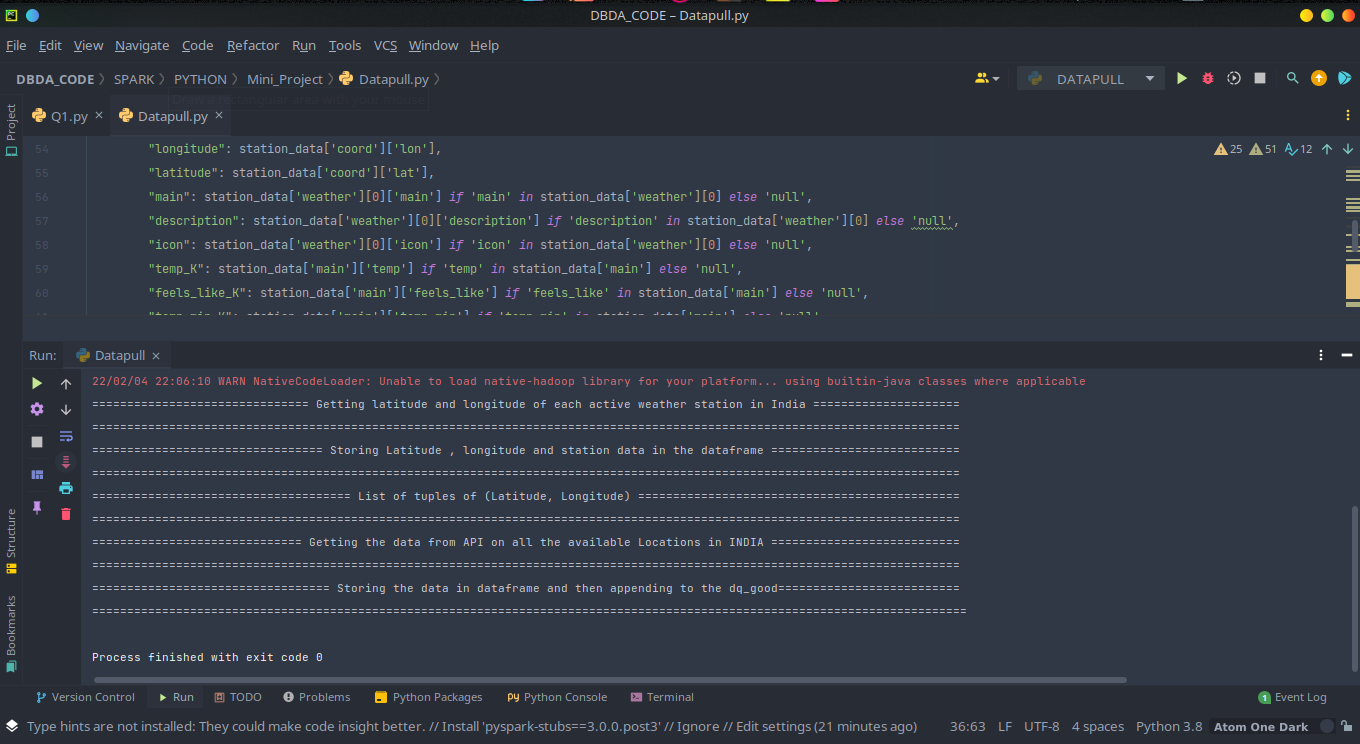 DBDA_CODE – Datapull.py
File Edit View Navigate Code Refactor Run Tools VCS Window Help
DBDA_CODE SPARK PYTHON Mini_Project Datapull.py
DATAPULL
Project
Q1.py Datapull.py
25 51 12
54 "longitude": station_data['coord']['lon'],
55 "latitude": station_data['coord']['lat'],
56 "main": station_data['weather'][0]['main'] if 'main' in station_data['weather'][0] else 'null',
57 "description": station_data['weather'][0]['description'] if 'description' in station_data['weather'][0] else 'null',
58 "icon": station_data['weather'][0]['icon'] if 'icon' in station_data['weather'][0] else 'null',
59 "temp_K": station_data['main']['temp'] if 'temp' in station_data['main'] else 'null',
60 "feels_like_K": station_data['main']['feels_like'] if 'feels_like' in station_data['main'] else 'null',
Run: Datapull
22/02/04 22:06:10 WARN NativeCodeLoader: Unable to load native-hadoop library for your platform... using builtin-java classes where applicable
=============================== Getting latitude and longitude of each active weather station in India =====================
============================================================================================================================
================================= Storing Latitude , longitude and station data in the dataframe ===========================
============================================================================================================================
===================================== List of tuples of (Latitude, Longitude) ==============================================
============================================================================================================================
============================== Getting the data from API on all the available Locations in INDIA ===========================
============================================================================================================================
================================== Storing the data in dataframe and then appending to the dq_good==========================
=============================================================================================================================
Process finished with exit code 0
Structure
Bookmarks
Version Control Run TODO Problems Python Packages Python Console Terminal 1 Event Log
Type hints are not installed: They could make code insight better. // Install 'pyspark-stubs==3.0.0.post3' // Ignore // Edit settings (21 minutes ago) 36:63 LF UTF-8 4 spaces Python 3.8 Atom One Dark